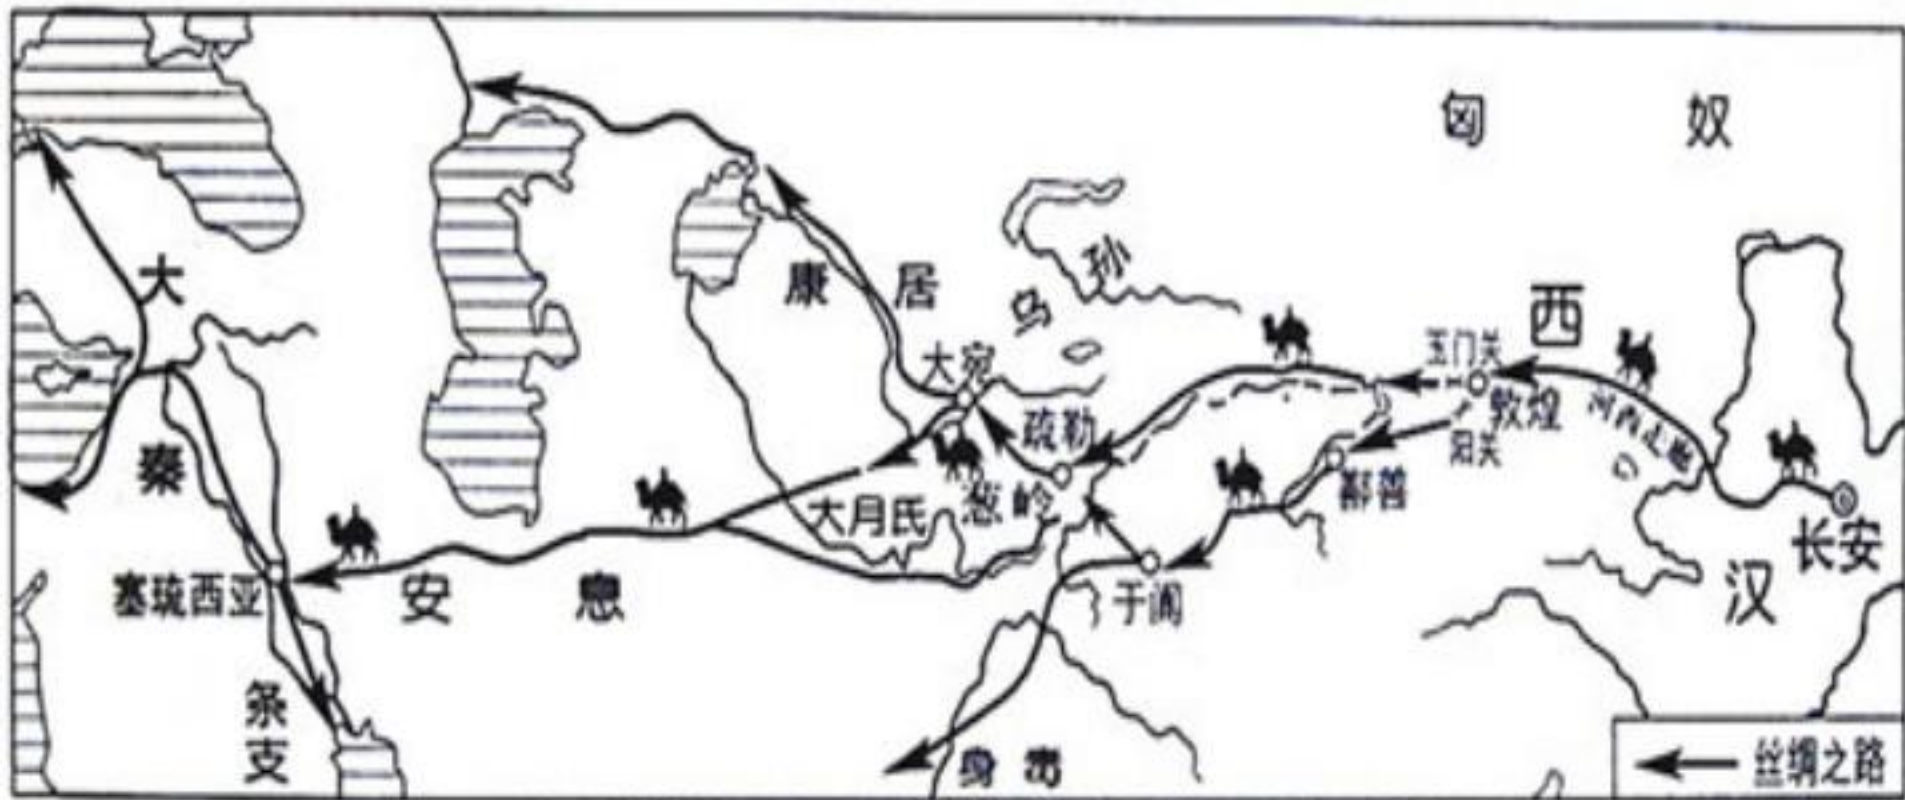 匈奴
大秦
康居
乌孙
西
玉门关
敦煌
河西走廊
阳关
大宛
疏勒
葱岭
大月氏
鄯善
长安
汉
塞琉西亚
安息
于阗
条支
身毒
丝绸之路